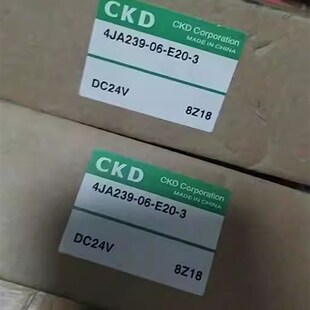 CKD
CKD Corporation
MADE IN CHINA
4JA239-06-E20-3
DC24V
8Z18
CKD
CKD Corporation
MADE IN CHINA
4JA239-06-E20-3
DC24V
8Z18